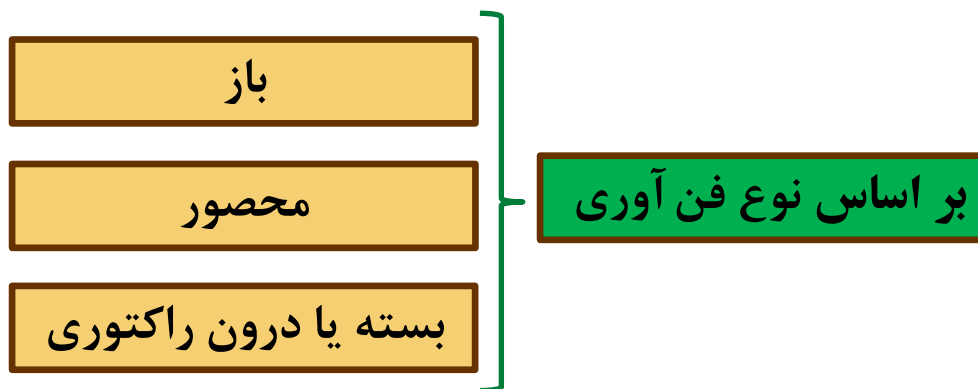 بر اساس نوع فن آوری
باز
محصور
بسته یا درون راکتوری